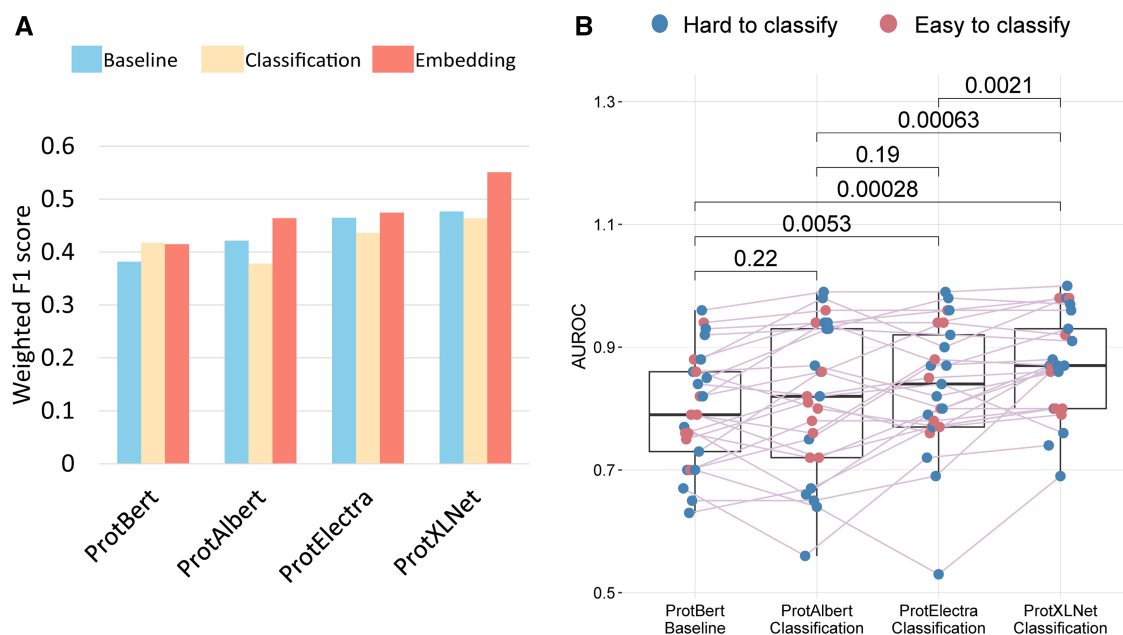 A
Baseline
Classification
Embedding
Weighted F1 score
0.6
0.5
0.4
0.3
0.2
0.1
0
ProtBert
ProtAlbert
ProtElectra
ProtXLNet
B
Hard to classify
Easy to classify
AUROC
1.3
1.1
0.9
0.7
0.5
0.0021
0.00063
0.19
0.00028
0.0053
0.22
ProtBert
Baseline
ProtAlbert
Classification
ProtElectra
Classification
ProtXLNet
Classification